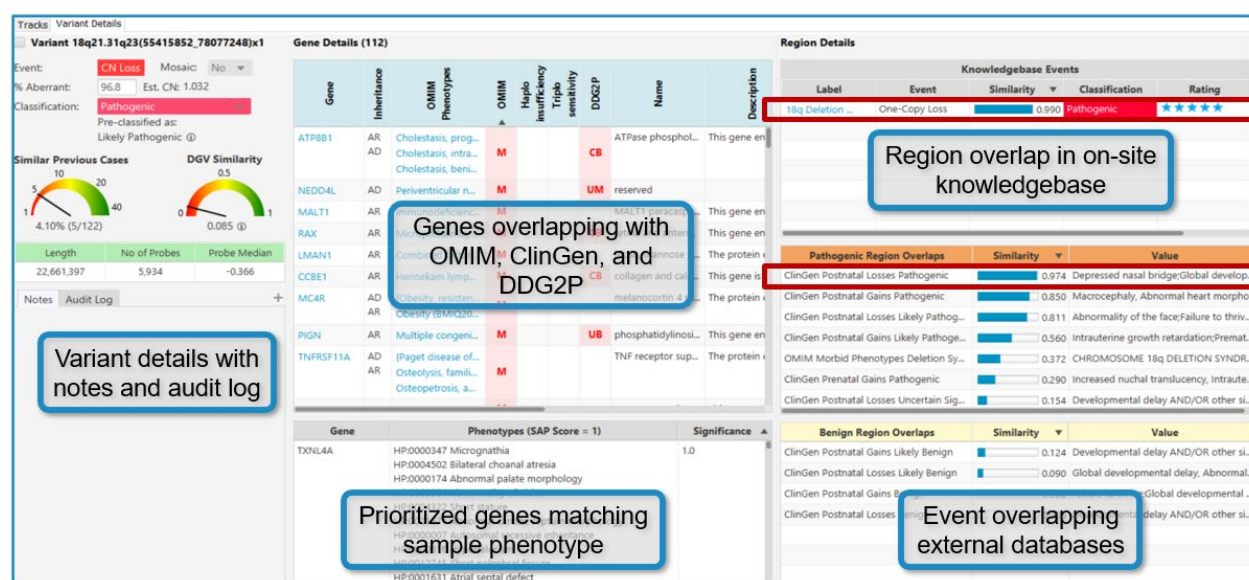 Tracks Variant Details
Variant 18q21.31q23(55415852_78077248)x1
Event: CN Loss Mosaic: No
% Aberrant: 96.8 Est. CN: 1.032
Classification: Pathogenic
Pre-classified as:
Likely Pathogenic
Similar Previous Cases DGV Similarity
1 5 10 20 40
4.10% (5/122)
0 0.5 1
0.085
Length No of Probes Probe Median
22,661,397 5,934 -0.366
Notes Audit Log +
Variant details with
notes and audit log
Gene Details (112)
Gene Inheritance OMIM Phenotypes OMIM Haplo insufficiency Triplo sensitivity DDG2P Name Description
ATP8B1 AR Cholestasis, prog... M CB ATPase phosphol... This gene en
AD Cholestasis, intra...
Cholestasis, beni...
NEDD4L AD Periventricular n... M UM reserved
MALT1 AR M This gene en
RAX AR M This gene en
LMAN1 AR M The protein
CCBE1 AR Hennekam lymp... M CB collagen and cal... This gene is
MC4R AD (Obesity, resisten... M melanocortin 4 The protein
AR Obesity (BMIQ20...
PIGN AR Multiple congeni... M UB phosphatidylinosi... This gene en
TNFRSF11A AD (Paget disease of... M TNF receptor sup... The protein
AR Osteolysis, famili...
Osteopetrosis, a...
Genes overlapping with
OMIM, ClinGen, and
DDG2P
Gene Phenotypes (SAP Score = 1) Significance
TXNL4A HP:0000347 Micrognathia 1.0
HP:0004502 Bilateral choanal atresia
HP:0000174 Abnormal palate morphology
HP:0001631 Atrial septal defect
Prioritized genes matching
sample phenotype
Region Details
Knowledgebase Events
Label Event Similarity Classification Rating
18q Deletion ... One-Copy Loss 0.990 Pathogenic
Region overlap in on-site
knowledgebase
Pathogenic Region Overlaps Similarity Value
ClinGen Postnatal Losses Pathogenic 0.974 Depressed nasal bridge;Global develop...
ClinGen Postnatal Gains Pathogenic 0.850 Macrocephaly, Abnormal heart morpho
ClinGen Postnatal Losses Likely Pathog... 0.811 Abnormality of the face;Failure to thriv...
ClinGen Postnatal Gains Likely Pathoge... 0.560 Intrauterine growth retardation;Premat...
OMIM Morbid Phenotypes Deletion Sy... 0.372 CHROMOSOME 18q DELETION SYNDR...
ClinGen Prenatal Gains Pathogenic 0.290 Increased nuchal translucency, Intraute...
ClinGen Postnatal Losses Uncertain Sig... 0.154 Developmental delay AND/OR other si...
Benign Region Overlaps Similarity Value
ClinGen Postnatal Gains Likely Benign 0.124 Developmental delay AND/OR other si...
ClinGen Postnatal Losses Likely Benign 0.090 Global developmental delay, Abnormal...
ClinGen Postnatal Gains Global developmental
ClinGen Postnatal Losses delay AND/OR other si...
Event overlapping
external databases